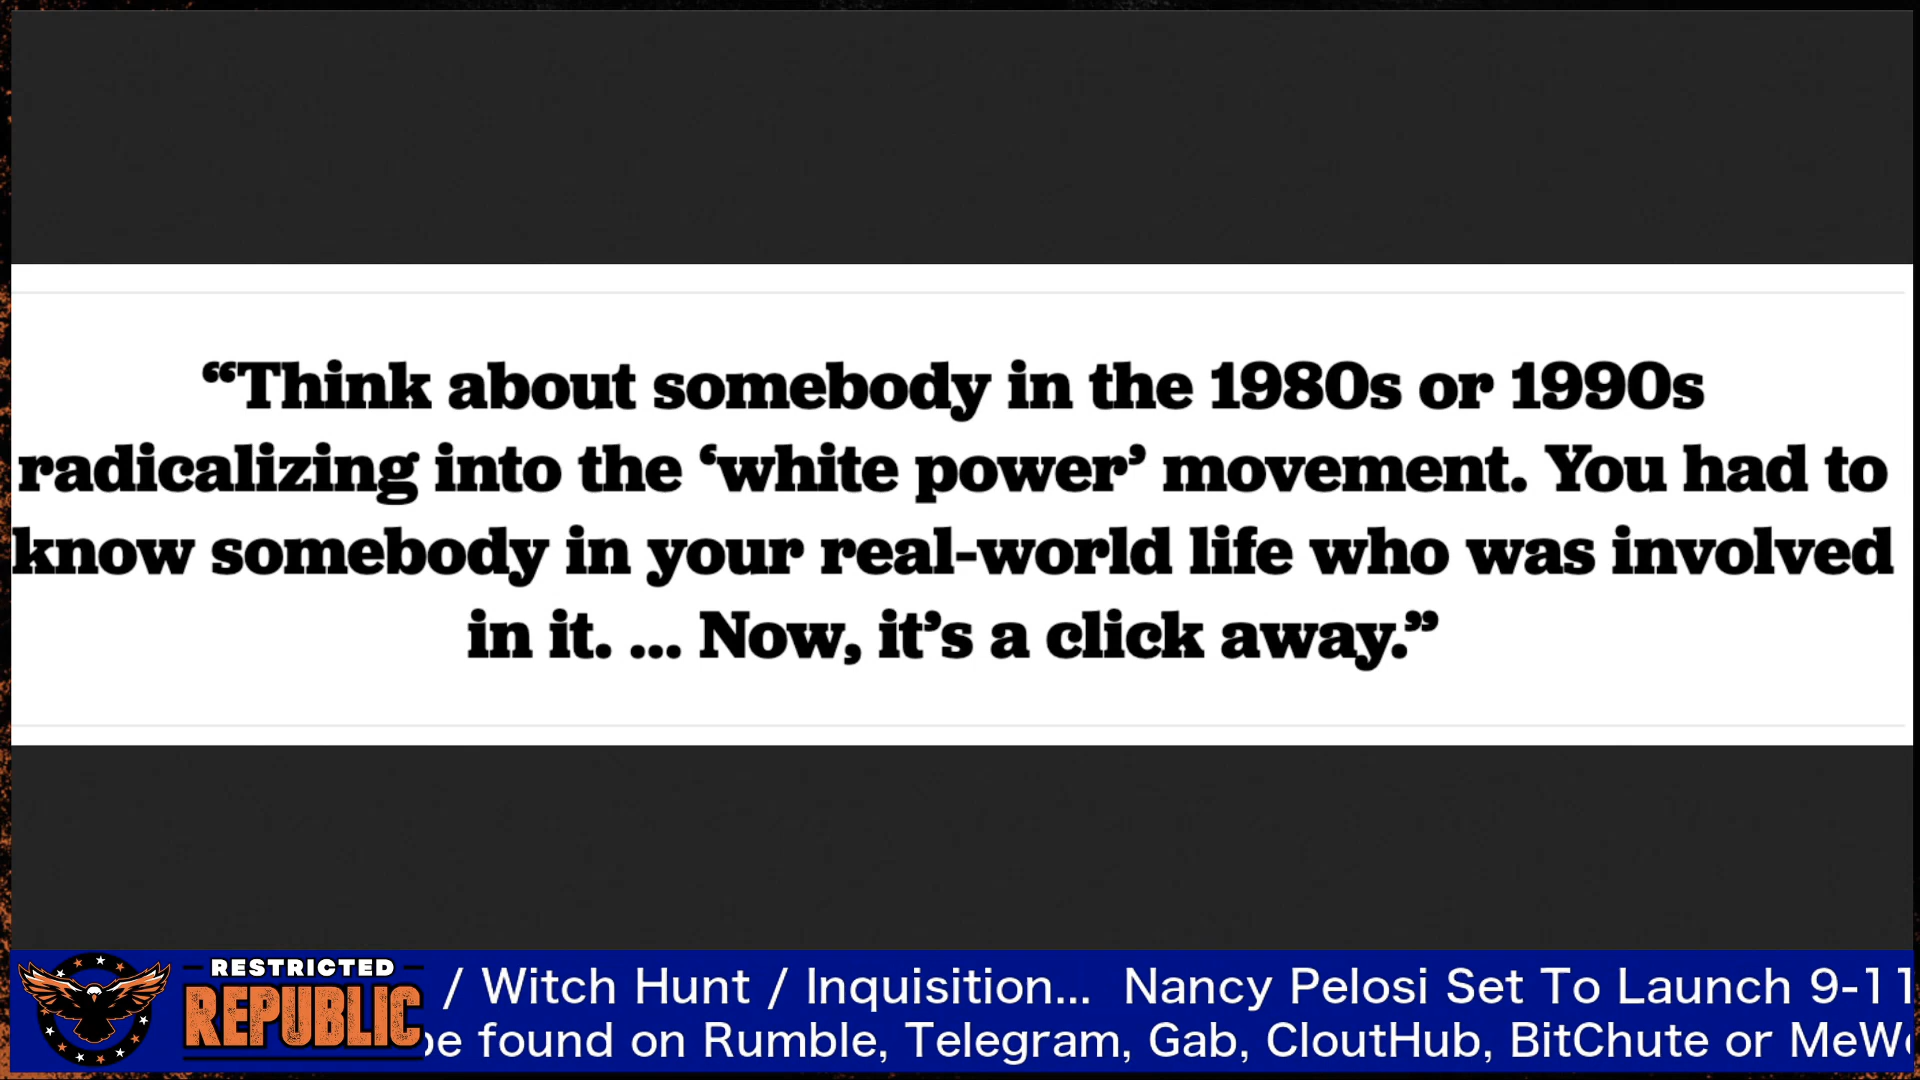 “Think about somebody in the 1980s or 1990s
radicalizing into the ‘white power’ movement. You had to
know somebody in your real-world life who was involved
in it. ... Now, it’s a click away.”
RESTRICTED
REPUBLIC
/ Witch Hunt / Inquisition... Nancy Pelosi Set To Launch 9-11
be found on Rumble, Telegram, Gab, CloutHub, BitChute or MeWe